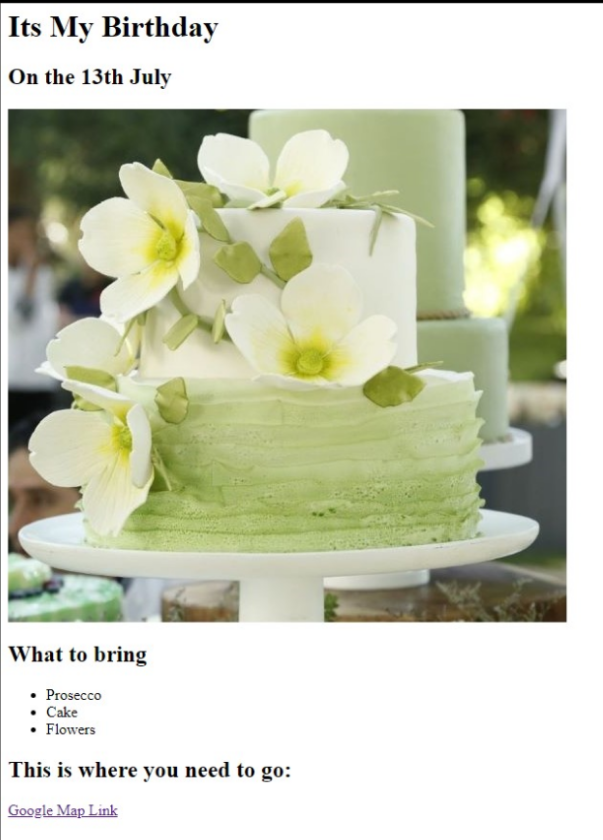 Its My Birthday
On the 13th July
What to bring
Prosecco
Cake
Flowers
This is where you need to go:
Google Map Link